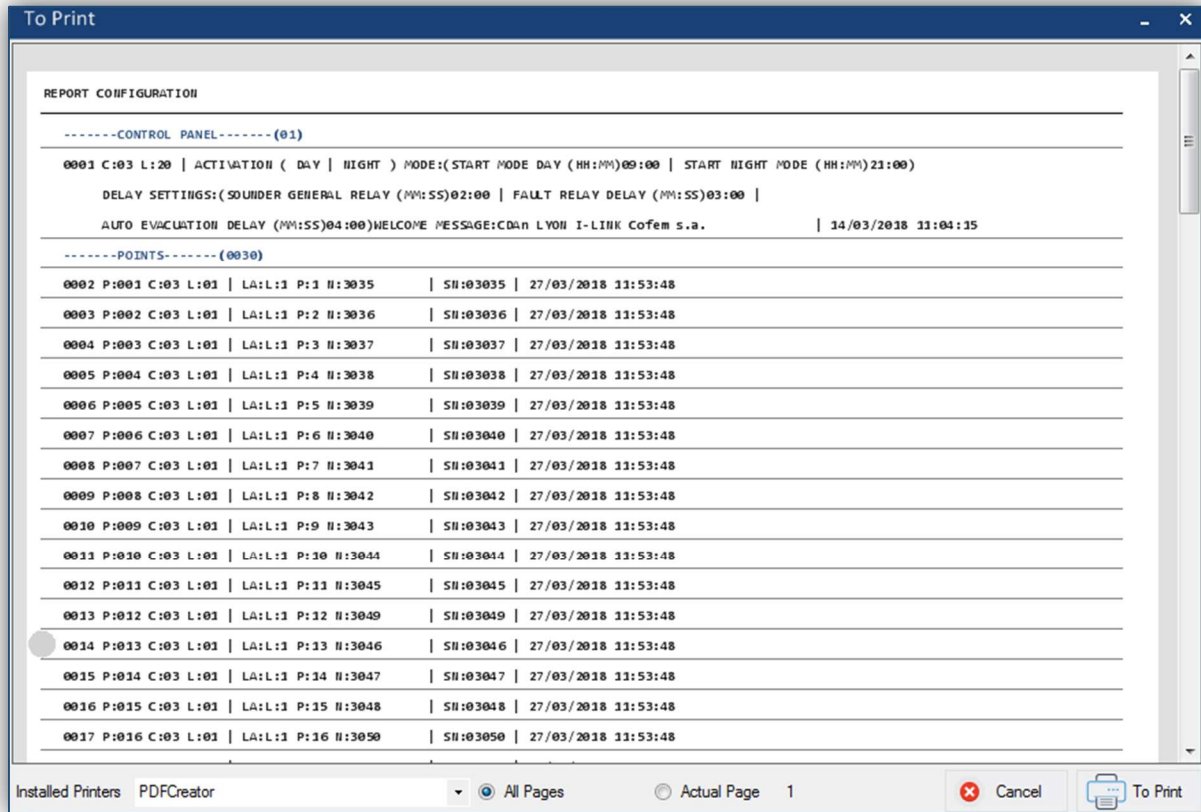 To Print
REPORT CONFIGURATION
-------CONTROL PANEL-------(01)
0001 C:03 L:20 | ACTIVATION ( DAY | NIGHT ) MODE:(START MODE DAY (HH:MM)09:00 | START NIGHT MODE (HH:MM)21:00)
DELAY SETTINGS:(SOUNDER GENERAL RELAY (MM:SS)02:00 | FAULT RELAY DELAY (MM:SS)03:00 |
AUTO EVACUATION DELAY (MM:SS)04:00)WELCOME MESSAGE:CDAn LYON I-LINK Cofem s.a. | 14/03/2018 11:04:15
-------POINTS-------(0030)
0002 P:001 C:03 L:01 | LA:L:1 P:1 N:3035 | SN:03035 | 27/03/2018 11:53:48
0003 P:002 C:03 L:01 | LA:L:1 P:2 N:3036 | SN:03036 | 27/03/2018 11:53:48
0004 P:003 C:03 L:01 | LA:L:1 P:3 N:3037 | SN:03037 | 27/03/2018 11:53:48
0005 P:004 C:03 L:01 | LA:L:1 P:4 N:3038 | SN:03038 | 27/03/2018 11:53:48
0006 P:005 C:03 L:01 | LA:L:1 P:5 N:3039 | SN:03039 | 27/03/2018 11:53:48
0007 P:006 C:03 L:01 | LA:L:1 P:6 N:3040 | SN:03040 | 27/03/2018 11:53:48
0008 P:007 C:03 L:01 | LA:L:1 P:7 N:3041 | SN:03041 | 27/03/2018 11:53:48
0009 P:008 C:03 L:01 | LA:L:1 P:8 N:3042 | SN:03042 | 27/03/2018 11:53:48
0010 P:009 C:03 L:01 | LA:L:1 P:9 N:3043 | SN:03043 | 27/03/2018 11:53:48
0011 P:010 C:03 L:01 | LA:L:1 P:10 N:3044 | SN:03044 | 27/03/2018 11:53:48
0012 P:011 C:03 L:01 | LA:L:1 P:11 N:3045 | SN:03045 | 27/03/2018 11:53:48
0013 P:012 C:03 L:01 | LA:L:1 P:12 N:3049 | SN:03049 | 27/03/2018 11:53:48
0014 P:013 C:03 L:01 | LA:L:1 P:13 N:3046 | SN:03046 | 27/03/2018 11:53:48
0015 P:014 C:03 L:01 | LA:L:1 P:14 N:3047 | SN:03047 | 27/03/2018 11:53:48
0016 P:015 C:03 L:01 | LA:L:1 P:15 N:3048 | SN:03048 | 27/03/2018 11:53:48
0017 P:016 C:03 L:01 | LA:L:1 P:16 N:3050 | SN:03050 | 27/03/2018 11:53:48
Installed Printers PDFCreator All Pages Actual Page 1 Cancel To Print